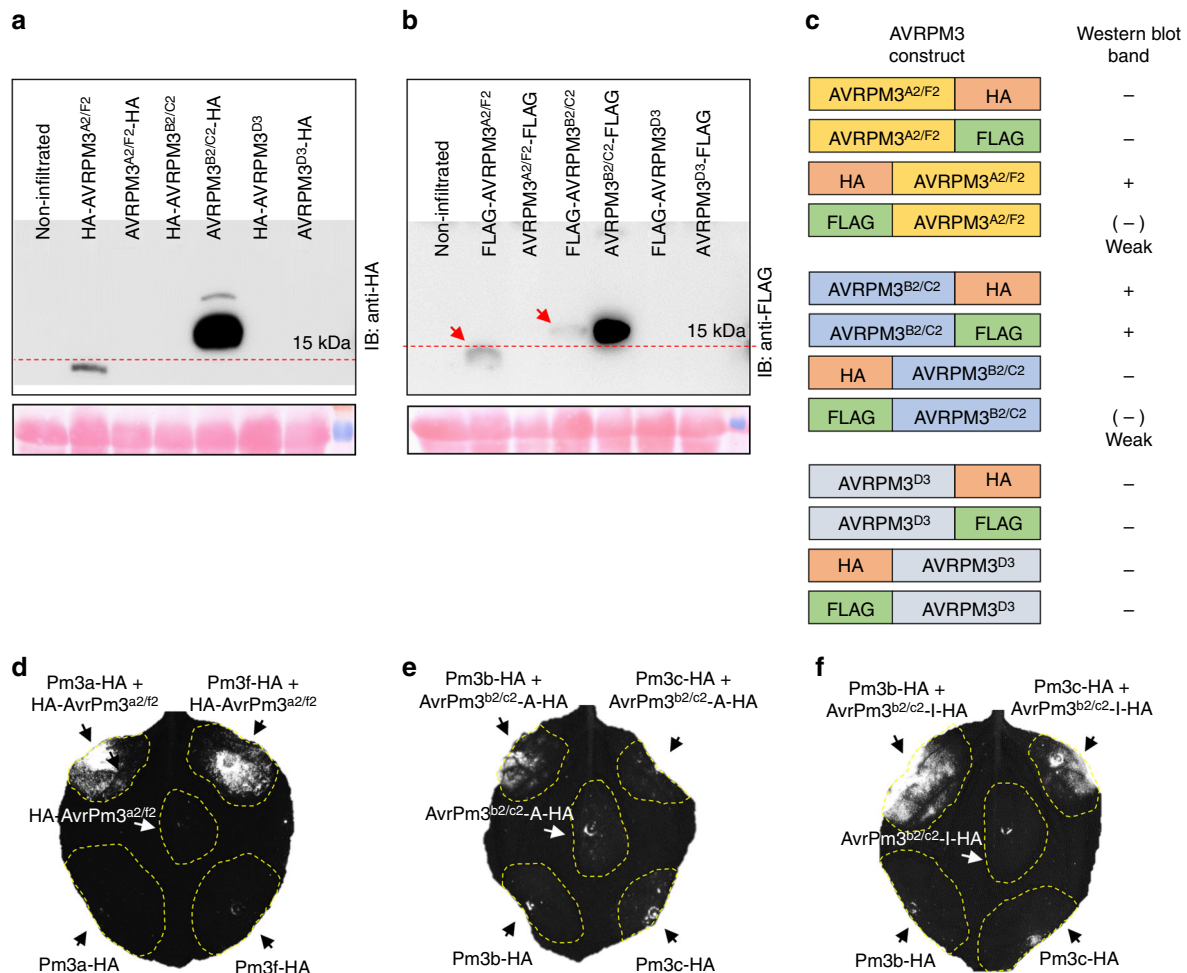 a
Non-infiltrated
HA-AVRPM3A2/F2
AVRPM3A2/F2-HA
HA-AVRPM3B2/C2
AVRPM3B2/C2-HA
HA-AVRPM3D3
AVRPM3D3-HA
15 kDa
IB: anti-HA
b
Non-infiltrated
FLAG-AVRPM3A2/F2
AVRPM3A2/F2-FLAG
FLAG-AVRPM3B2/C2
AVRPM3B2/C2-FLAG
FLAG-AVRPM3D3
AVRPM3D3-FLAG
15 kDa
IB: anti-FLAG
c
AVRPM3
construct
Western blot
band
AVRPM3A2/F2 HA –
AVRPM3A2/F2 FLAG –
HA AVRPM3A2/F2 +
FLAG AVRPM3A2/F2 (–)
Weak
AVRPM3B2/C2 HA +
AVRPM3B2/C2 FLAG +
HA AVRPM3B2/C2 –
FLAG AVRPM3B2/C2 (–)
Weak
AVRPM3D3 HA –
AVRPM3D3 FLAG –
HA AVRPM3D3 –
FLAG AVRPM3D3 –
d
Pm3a-HA +
HA-AvrPm3a2/f2
Pm3f-HA +
HA-AvrPm3a2/f2
HA-AvrPm3a2/f2
Pm3a-HA
Pm3f-HA
e
Pm3b-HA +
AvrPm3b2/c2-A-HA
Pm3c-HA +
AvrPm3b2/c2-A-HA
AvrPm3b2/c2-A-HA
Pm3b-HA
Pm3c-HA
f
Pm3b-HA +
AvrPm3b2/c2-I-HA
Pm3c-HA +
AvrPm3b2/c2-I-HA
AvrPm3b2/c2-I-HA
Pm3b-HA
Pm3c-HA